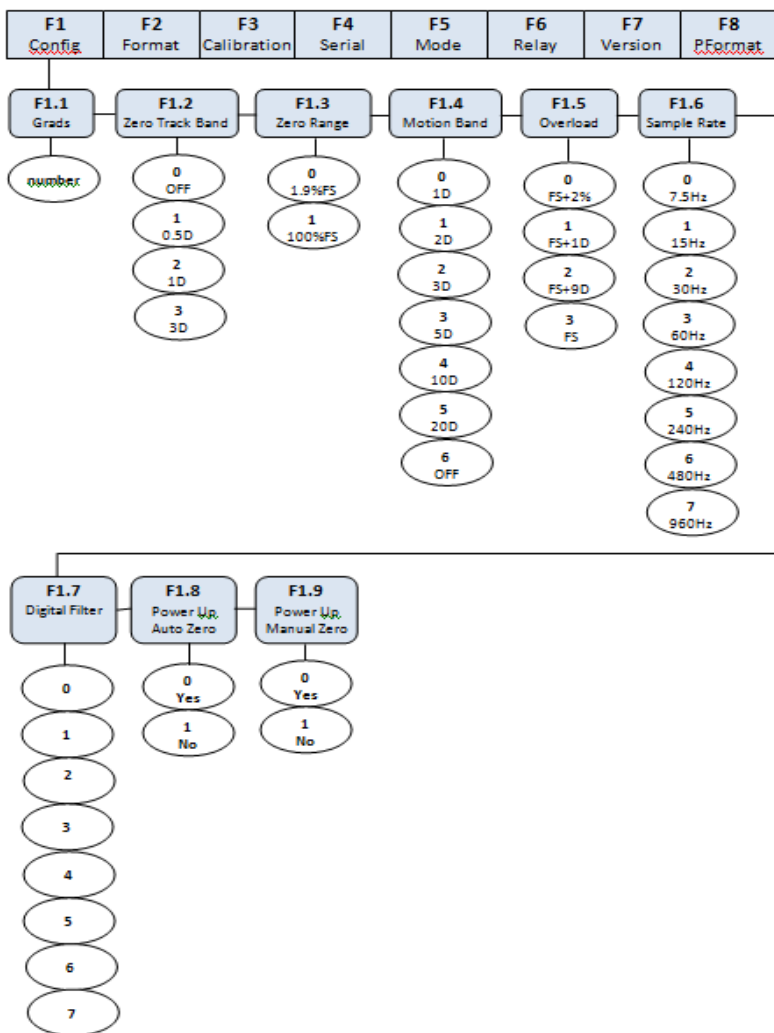 F1 F2 F3 F4 F5 F6 F7 F8
Config Format Calibration Serial Mode Relay Version PFormat
F1.1 F1.2 F1.3 F1.4 F1.5 F1.6
Grads Zero Track Band Zero Range Motion Band Overload Sample Rate
number 0 0 0 0 0
OFF 1.9%FS 1D FS+2% 7.5Hz
1 1 1 1 1
0.5D 100%FS 2D FS+1D 15Hz
2 2 2 2
1D 3D FS+9D 30Hz
3 3 3 3
3D 5D FS 60Hz
4 4
10D 120Hz
5 5
20D 240Hz
6 6
OFF 480Hz
7
960Hz
F1.7 F1.8 F1.9
Digital Filter Power Up Power Up
Auto Zero Manual Zero
0 0 0
Yes Yes
1 1 1
No No
2
3
4
5
6
7